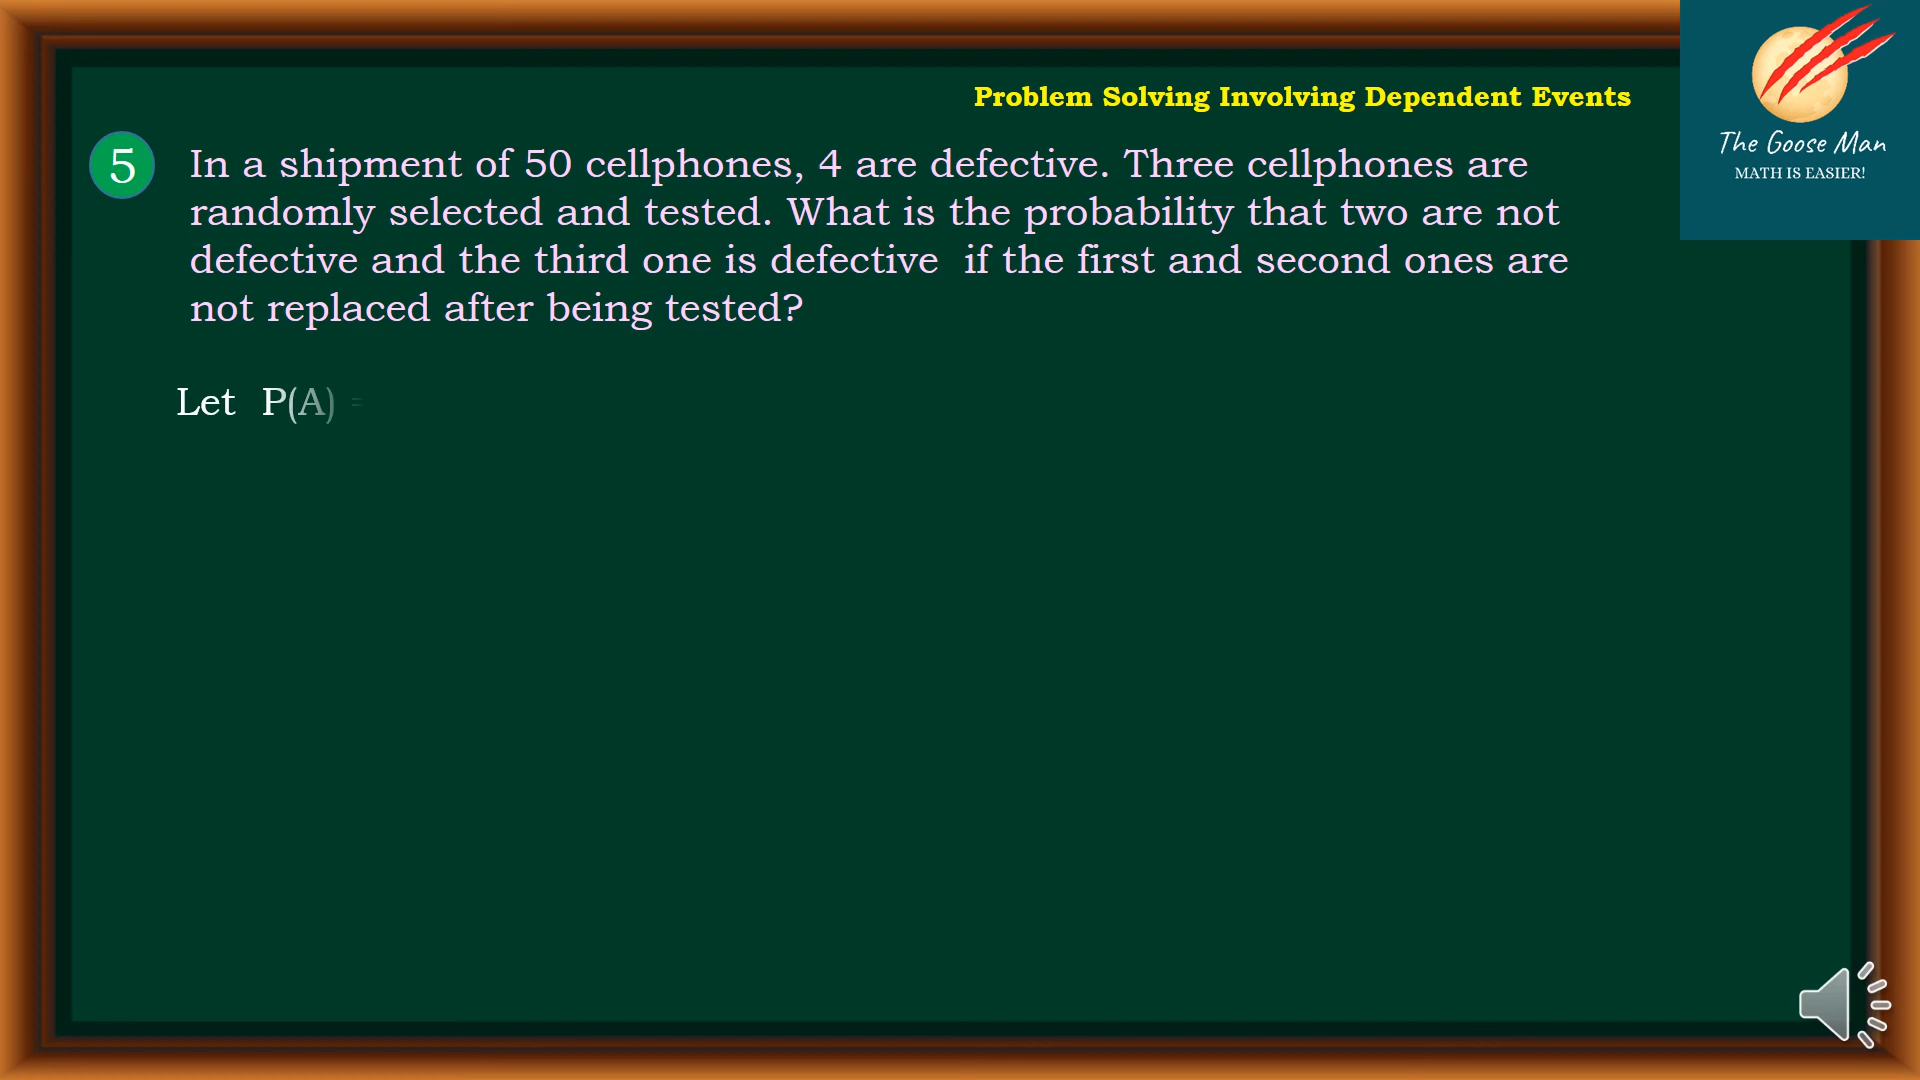 Problem Solving Involving Dependent Events
The Goose Man
MATH IS EASIER!
5
In a shipment of 50 cellphones, 4 are defective. Three cellphones are
randomly selected and tested. What is the probability that two are not
defective and the third one is defective  if the first and second ones are
not replaced after being tested?
Let  P(A) =